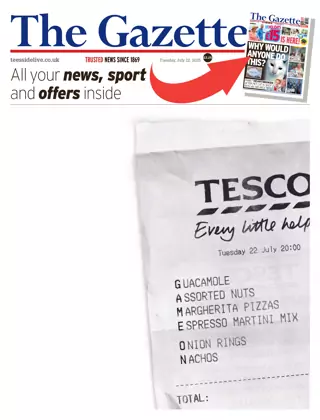 The Gazette
teessidelive.co.uk
TRUSTED NEWS SINCE 1869
Tuesday, July 22, 2025
All your news, sport
and offers inside
The Gazette
IS HERE!
WHY WOULD
ANYONE DO
THIS?
TESCO
Every little help
Tuesday 22 July 20:00
GUACAMOLE
ASSORTED NUTS
MARGHERITA PIZZAS
ESPRESSO MARTINI MIX
ONION RINGS
NACHOS
TOTAL: